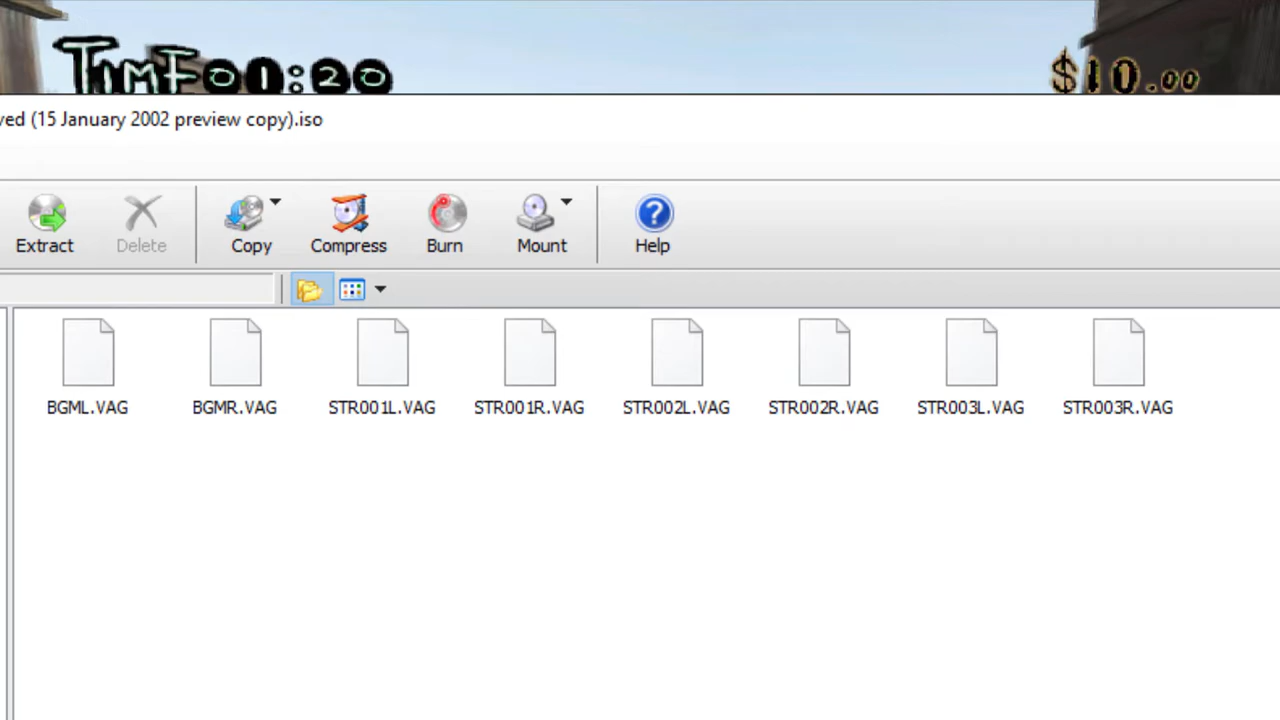 TIME 01:20 $10.00
ved (15 January 2002 preview copy).iso
Extract Delete Copy Compress Burn Mount Help
BGML.VAG BGMR.VAG STR001L.VAG STR001R.VAG STR002L.VAG STR002R.VAG STR003L.VAG STR003R.VAG